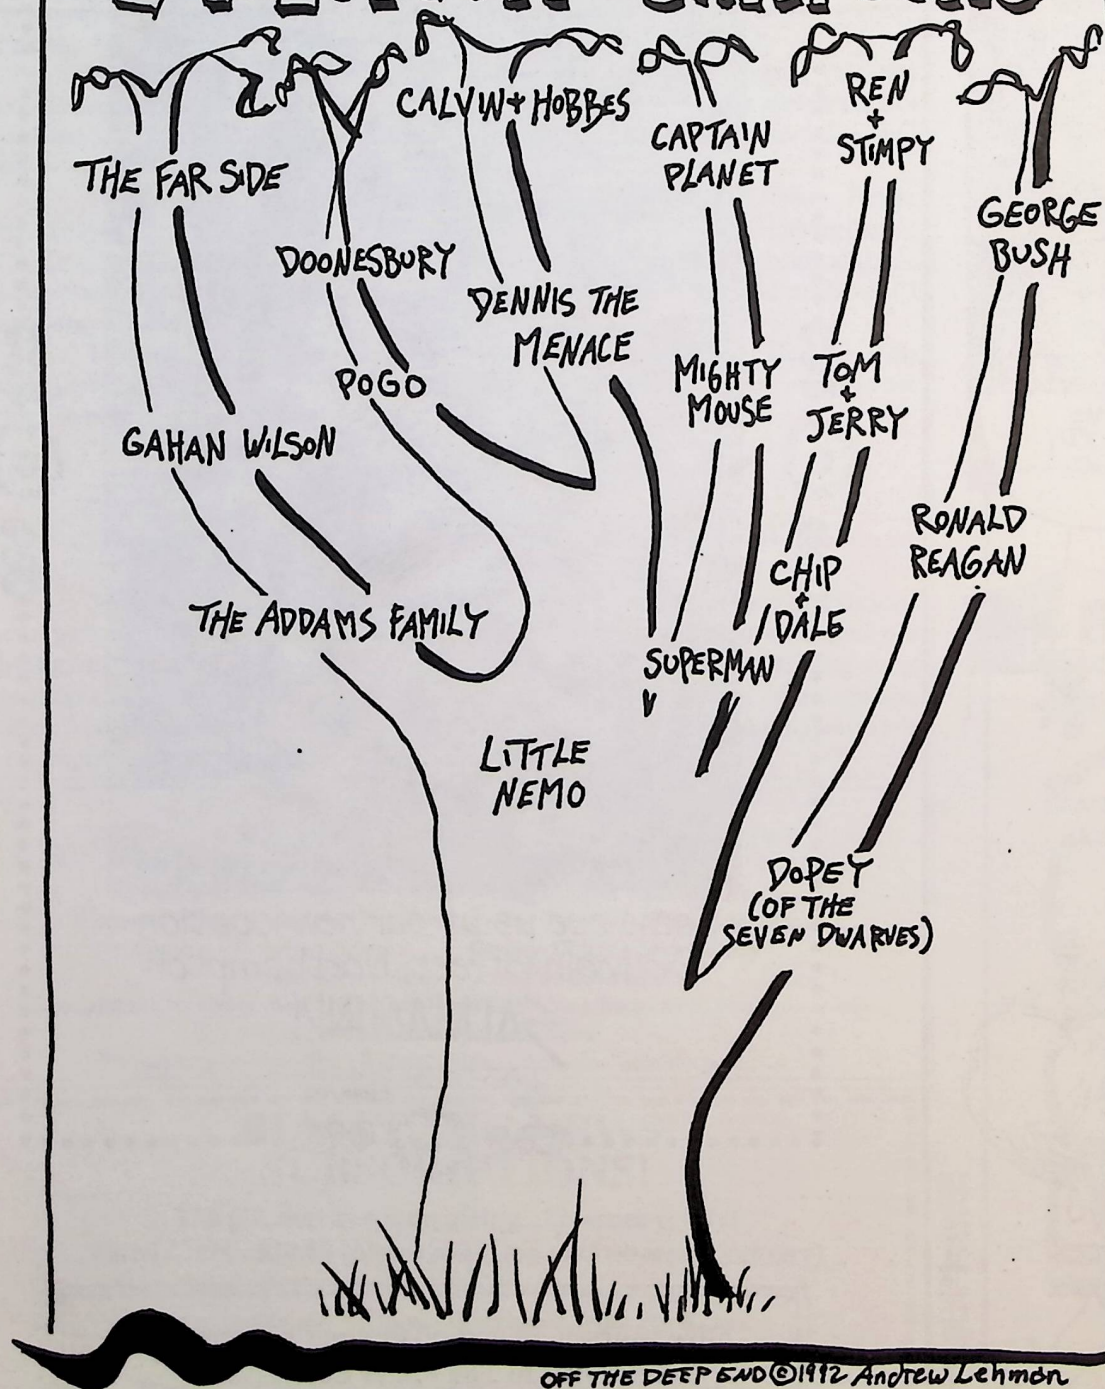 CALVIN + HOBBES
REN
+
STIMPY
CAPTAIN
PLANET
THE FAR SIDE
GEORGE
BUSH
DOONESBURY
DENNIS THE
MENACE
POGO
MIGHTY
MOUSE
TOM
+
JERRY
GAHAN WILSON
RONALD
REAGAN
CHIP
+
DALE
THE ADDAMS FAMILY
SUPERMAN
LITTLE
NEMO
DOPEY
(OF THE
SEVEN DWARVES)
OFF THE DEEP END © 1992 Andrew Lehman